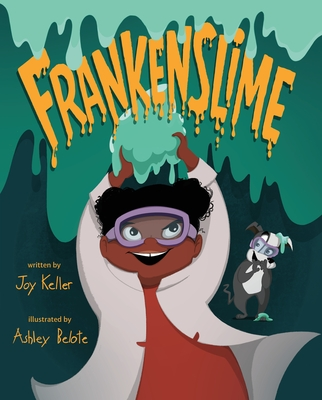 FRANKENSLIME
written by
Joy Keller
illustrated by
Ashley Belote